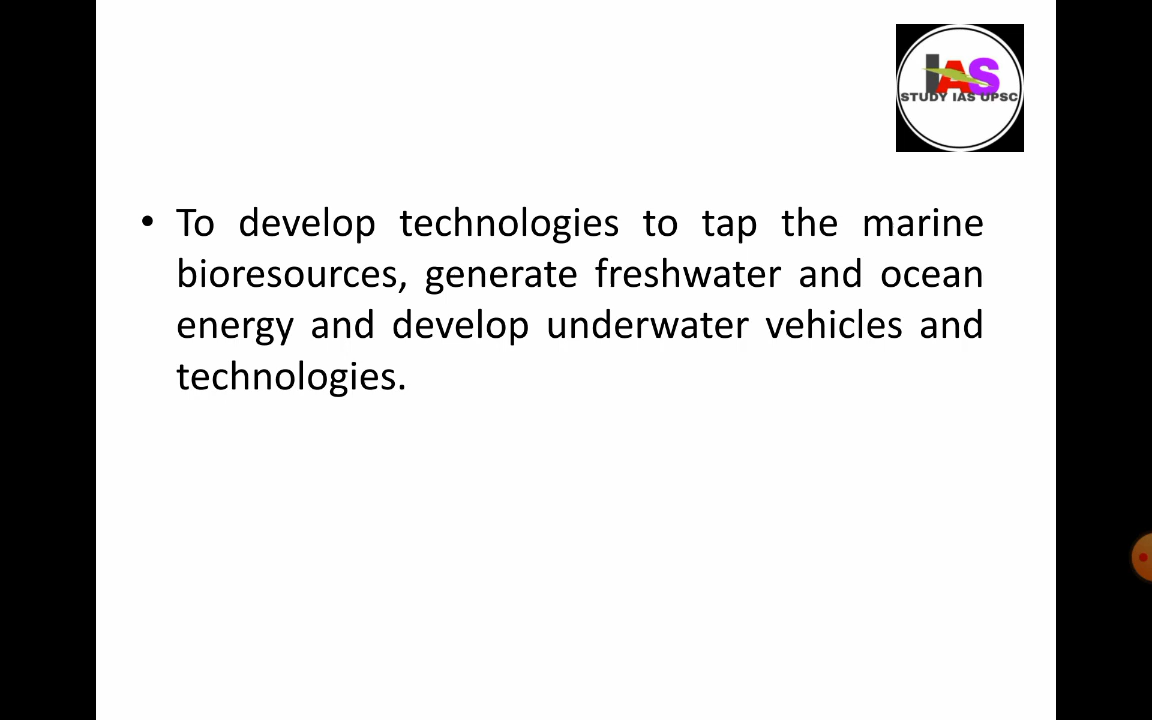 IAS
STUDY IAS UPSC
• To develop technologies to tap the marine
bioresources, generate freshwater and ocean
energy and develop underwater vehicles and
technologies.